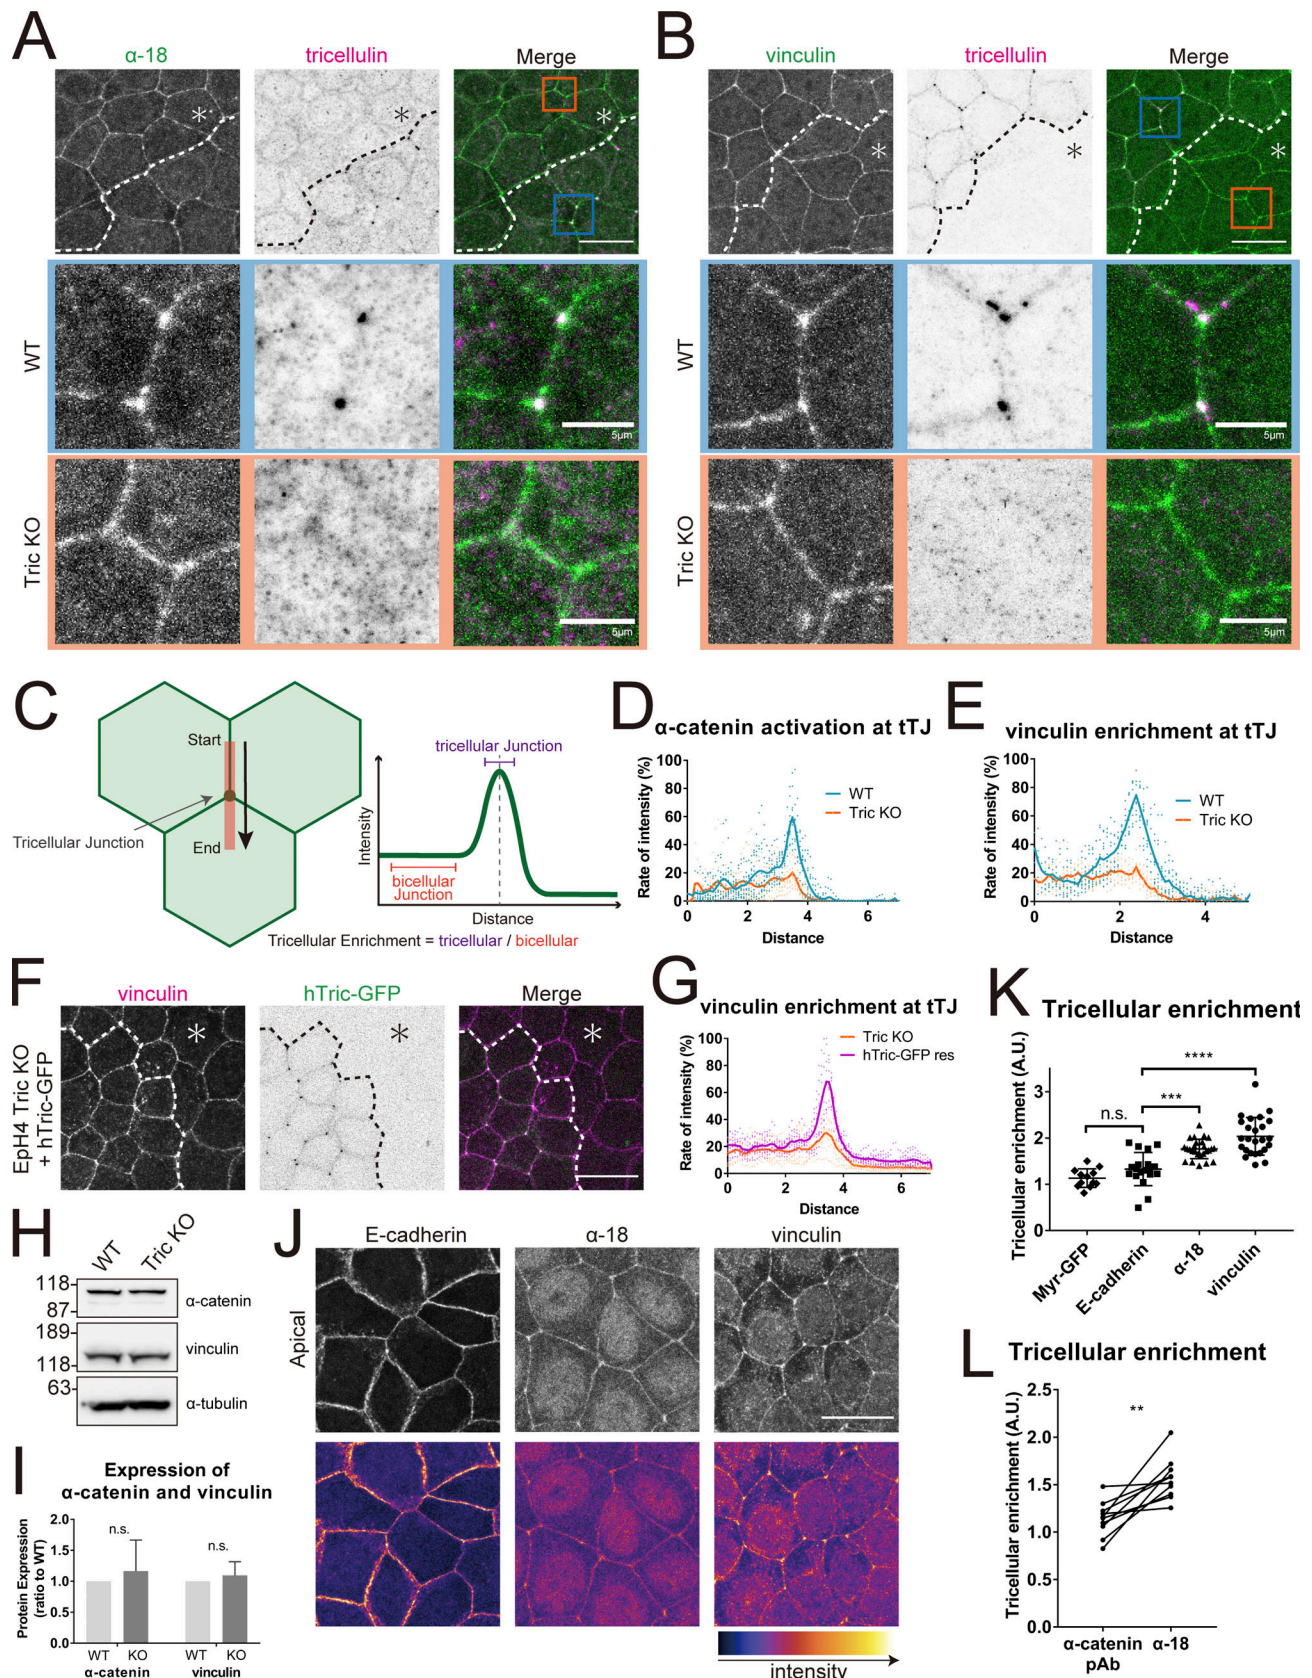 A
α-18
tricellulin
Merge
*
*
*
WT
5μm
Tric KO
5μm
B
vinculin
tricellulin
Merge
*
*
*
WT
5μm
Tric KO
5μm
C
Start
Tricellular Junction
End
Intensity
tricellular Junction
bicellular
Junction
Distance
Tricellular Enrichment = tricellular / bicellular
D
α-catenin activation at tTJ
Rate of intensity (%)
100
80
60
40
20
0
0
2
4
6
WT
Tric KO
Distance
E
vinculin enrichment at tTJ
Rate of intensity (%)
100
80
60
40
20
0
0
2
4
WT
Tric KO
Distance
F
vinculin
hTric-GFP
Merge
EpH4 Tric KO
+ hTric-GFP
*
*
*
G
vinculin enrichment at tTJ
Rate of intensity (%)
100
80
60
40
20
0
0
2
4
6
Tric KO
hTric-GFP res
Distance
H
WT
Tric KO
118
87
α-catenin
189
118
vinculin
63
α-tubulin
I
Expression of
α-catenin and vinculin
Protein Expression
(ratio to WT)
2.0
1.5
1.0
0.5
0.0
n.s.
n.s.
WT KO WT KO
α-catenin vinculin
J
E-cadherin
α-18
vinculin
Apical
intensity
K
Tricellular enrichment
Tricellular enrichment (A.U.)
3
2
1
0
n.s.
***
****
Myr-GFP
E-cadherin
α-18
vinculin
L
Tricellular enrichment
Tricellular enrichment (A.U.)
2.5
2.0
1.5
1.0
0.5
0.0
**
α-catenin
pAb
α-18